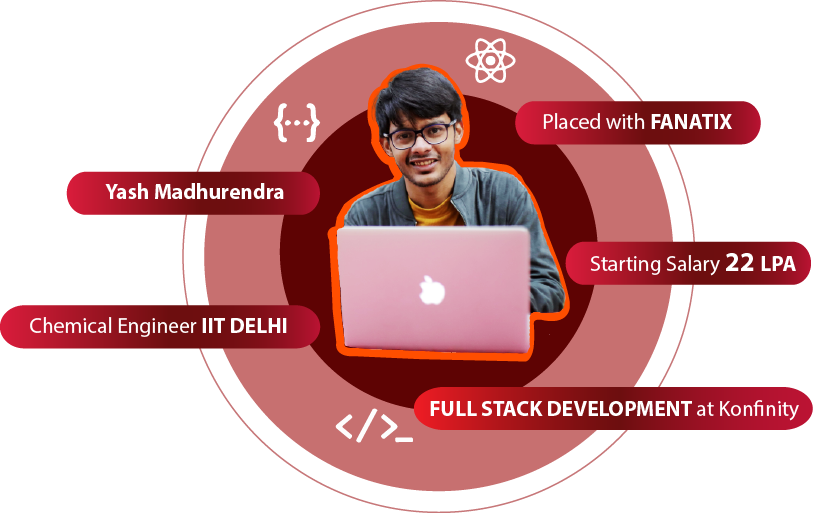 Placed with FANATIX
Yash Madhurendra
Starting Salary 22 LPA
Chemical Engineer IIT DELHI
FULL STACK DEVELOPMENT at Konfinity